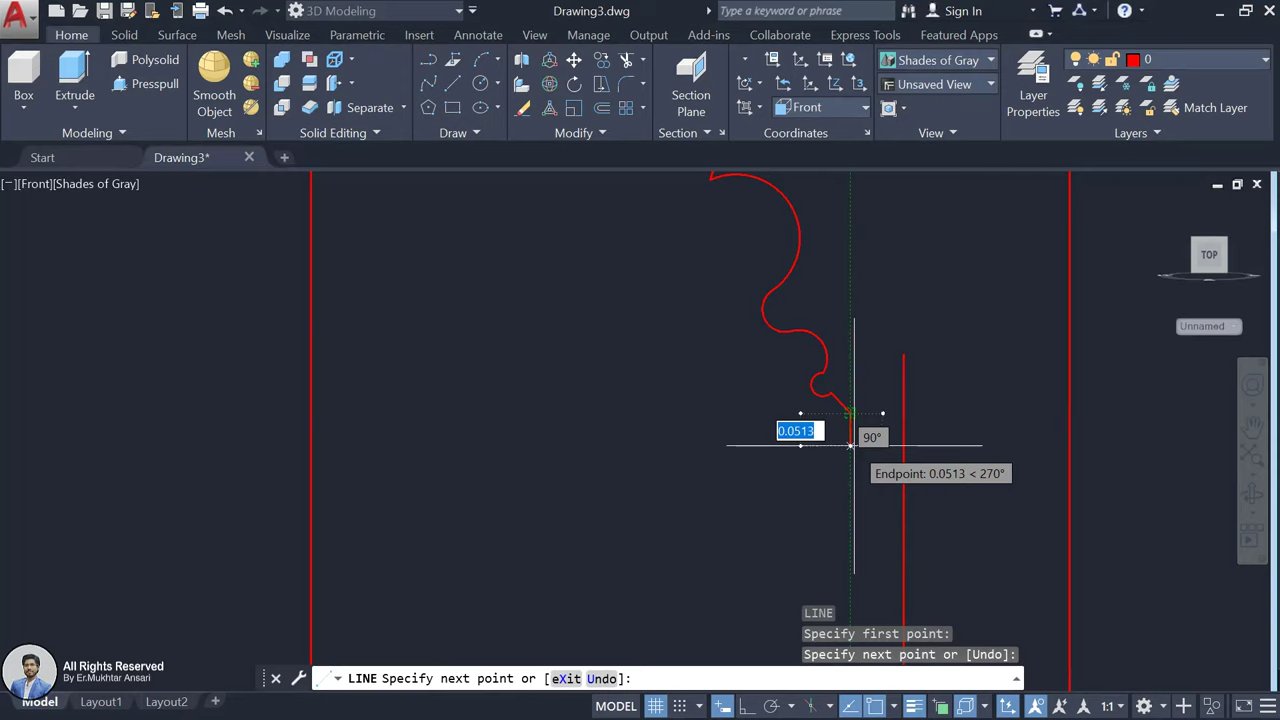 3D Modeling
Drawing3.dwg
Type a keyword or phrase
Sign In
Home Solid Surface Mesh Visualize Parametric Insert Annotate View Manage Output Add-ins Collaborate Express Tools Featured Apps
Box
Extrude
Polysolid
Presspull
Smooth
Object
Separate
Section
Plane
Front
Shades of Gray
Unsaved View
Layer
Properties
0
Match Layer
Modeling Mesh Solid Editing Draw Modify Section Coordinates View Layers
Start Drawing3*
[−][Front][Shades of Gray]
TOP
Unnamed
0.0513
90°
Endpoint: 0.0513 < 270°
LINE
Specify first point:
Specify next point or [Undo]:
LINE Specify next point or [eXit Undo]:
All Rights Reserved
By Er.Mukhtar Ansari
Model Layout1 Layout2
MODEL
1:1